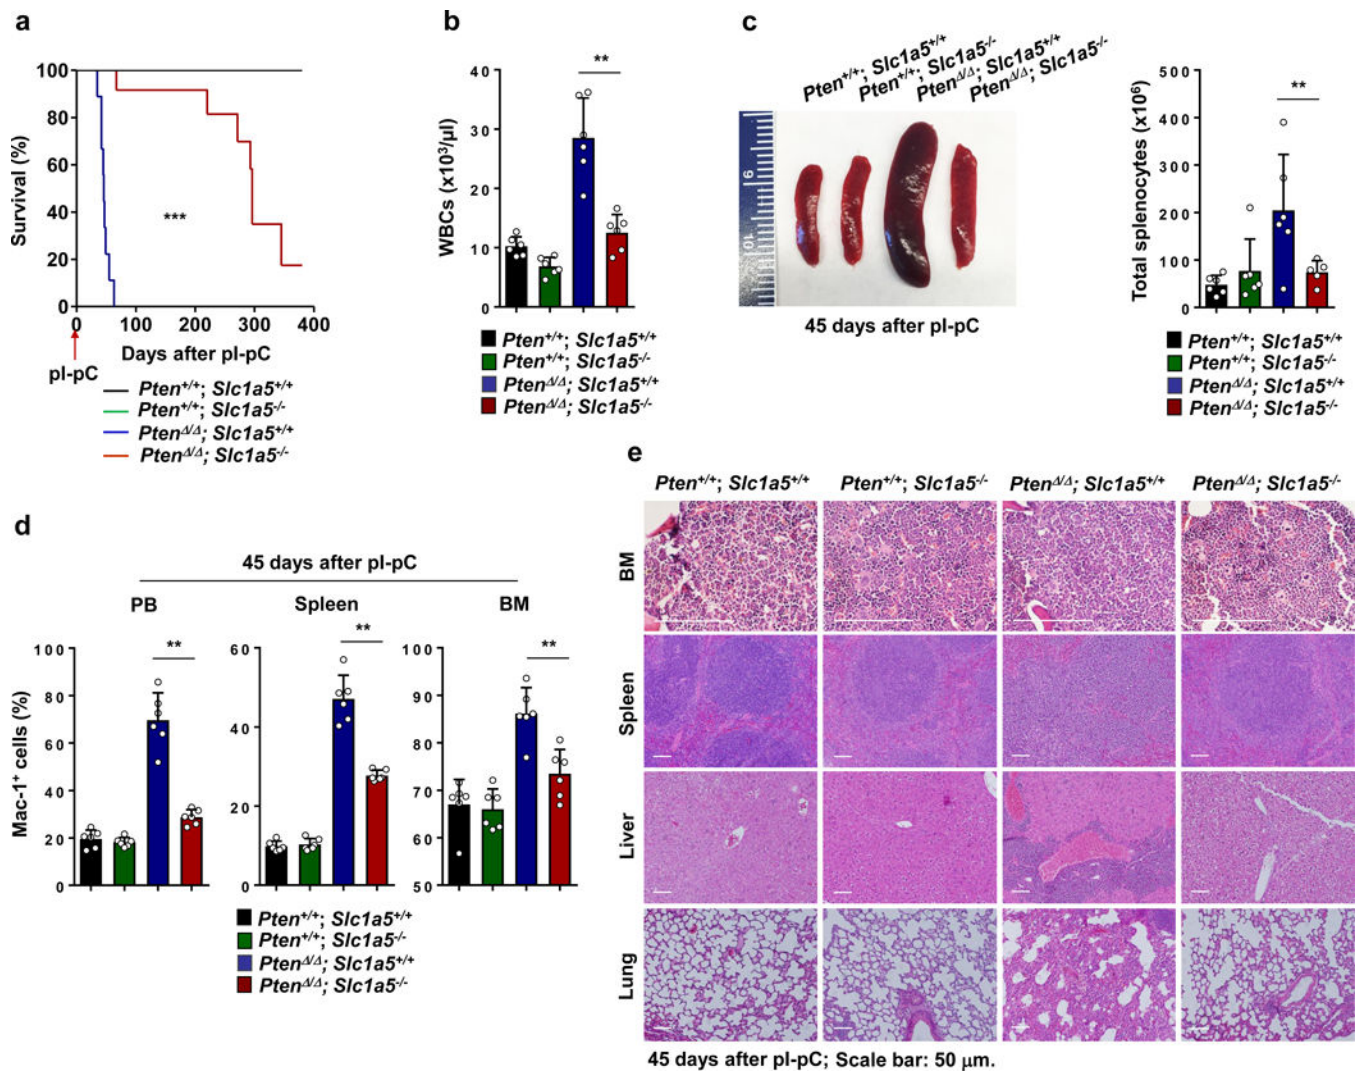 a
Survival (%)
100
80
60
40
20
0
0 100 200 300 400
***
Days after pI-pC
pI-pC
Pten+/+; Slc1a5+/+
Pten+/+; Slc1a5-/-
PtenΔ/Δ; Slc1a5+/+
PtenΔ/Δ; Slc1a5-/-
b
WBCs (x10³/µl)
40
30
20
10
0
**
Pten+/+; Slc1a5+/+
Pten+/+; Slc1a5-/-
PtenΔ/Δ; Slc1a5+/+
PtenΔ/Δ; Slc1a5-/-
c
Pten+/+; Slc1a5+/+
Pten+/+; Slc1a5-/-
PtenΔ/Δ; Slc1a5+/+
PtenΔ/Δ; Slc1a5-/-
9
10
45 days after pI-pC
Total splenocytes (x10⁶)
500
400
300
200
100
0
**
Pten+/+; Slc1a5+/+
Pten+/+; Slc1a5-/-
PtenΔ/Δ; Slc1a5+/+
PtenΔ/Δ; Slc1a5-/-
d
45 days after pI-pC
PB
Spleen
BM
Mac-1+ cells (%)
100
80
60
40
20
0
**
60
40
20
0
**
100
90
80
70
60
50
**
Pten+/+; Slc1a5+/+
Pten+/+; Slc1a5-/-
PtenΔ/Δ; Slc1a5+/+
PtenΔ/Δ; Slc1a5-/-
e
Pten+/+; Slc1a5+/+
Pten+/+; Slc1a5-/-
PtenΔ/Δ; Slc1a5+/+
PtenΔ/Δ; Slc1a5-/-
BM
Spleen
Liver
Lung
45 days after pI-pC; Scale bar: 50 µm.